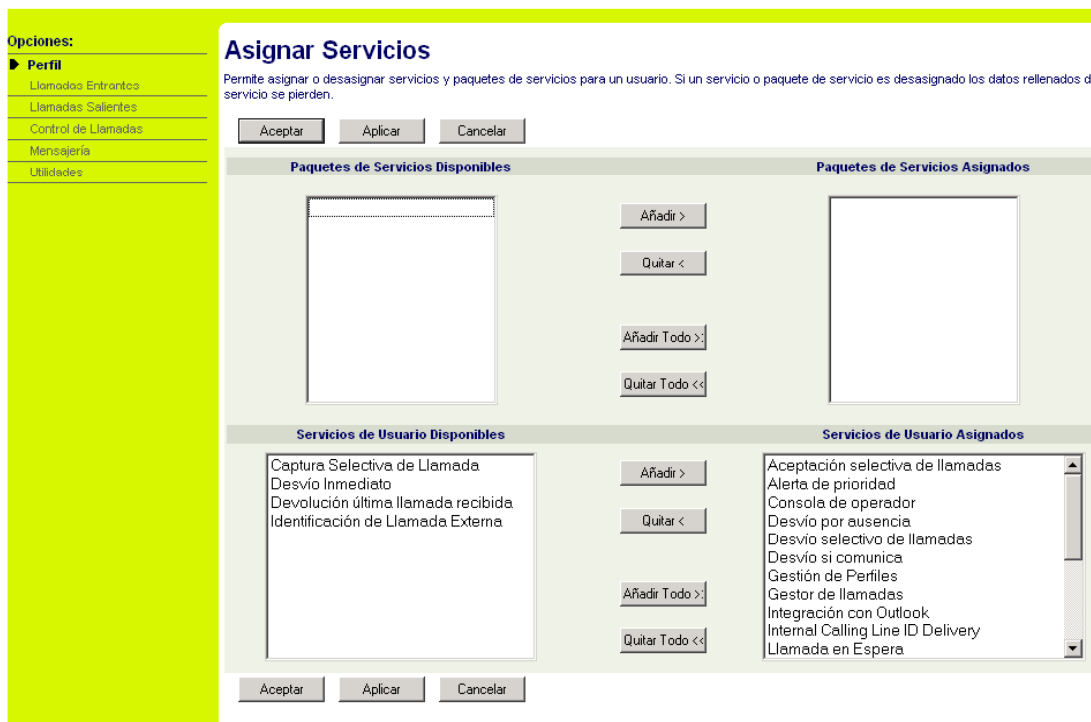 Opciones:
Perfil
Llamadas Entrantes
Llamadas Salientes
Control de Llamadas
Mensajería
Utilidades
Asignar Servicios
Permite asignar o desasignar servicios y paquetes de servicios para un usuario. Si un servicio o paquete de servicio es desasignado los datos rellenados d
servicio se pierden.
Aceptar Aplicar Cancelar
Paquetes de Servicios Disponibles Paquetes de Servicios Asignados
Añadir >
Quitar <
Añadir Todo >
Quitar Todo <<
Servicios de Usuario Disponibles Servicios de Usuario Asignados
Captura Selectiva de Llamada
Desvío Inmediato
Devolución última llamada recibida
Identificación de Llamada Externa
Añadir >
Quitar <
Añadir Todo >
Quitar Todo <<
Aceptación selectiva de llamadas
Alerta de prioridad
Consola de operador
Desvío por ausencia
Desvío selectivo de llamadas
Desvío si comunica
Gestión de Perfiles
Gestor de llamadas
Integración con Outlook
Internal Calling Line ID Delivery
Llamada en Espera
Aceptar Aplicar Cancelar